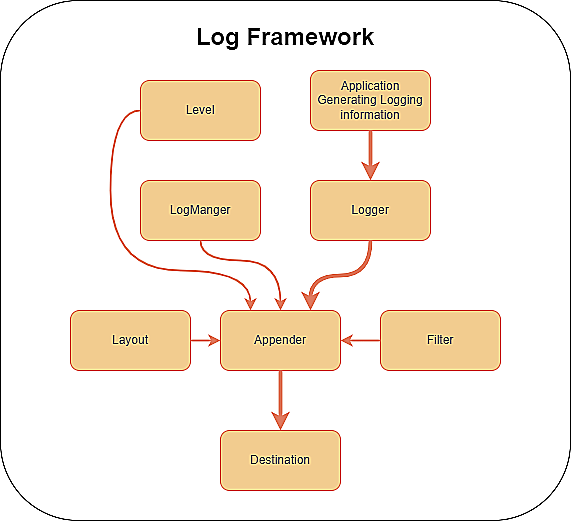 Log Framework
Level
Application
Generating Logging
information
LogManger
Logger
Layout
Appender
Filter
Destination